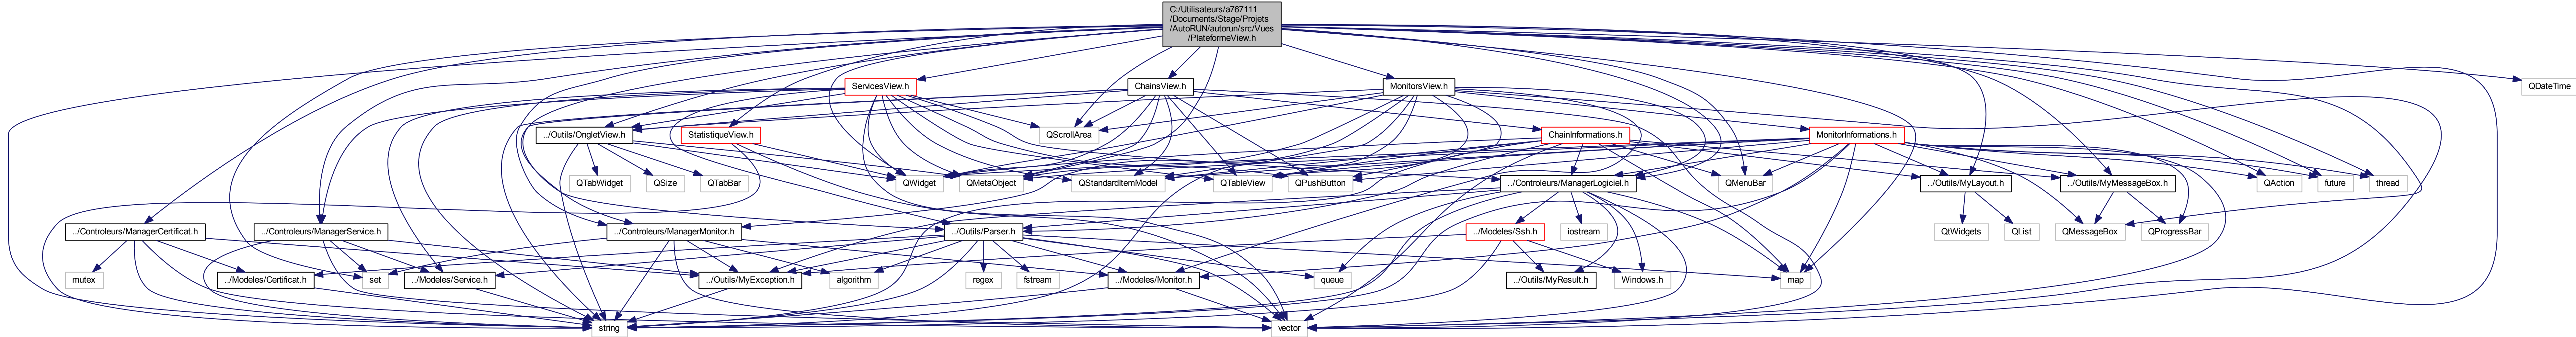 C:/Utilisateurs/a767111
/Documents/Stage/Projets
/AutoRUN/autorun/src/Vues
/PlateformeView.h
ServicesView.h
ChainsView.h
MonitorsView.h
QDateTime
../Outils/OngletView.h
StatistiqueView.h
QScrollArea
ChainInformations.h
MonitorInformations.h
QTabWidget
QSize
QTabBar
QWidget
QMetaObject
QStandardItemModel
QTableView
QPushButton
../Controleurs/ManagerLogiciel.h
QMenuBar
../Outils/MyLayout.h
../Outils/MyMessageBox.h
QAction
future
thread
../Controleurs/ManagerCertificat.h
../Controleurs/ManagerService.h
../Controleurs/ManagerMonitor.h
../Outils/Parser.h
../Modeles/Ssh.h
iostream
QtWidgets
QList
QMessageBox
QProgressBar
mutex
../Modeles/Certificat.h
set
../Modeles/Service.h
../Outils/MyException.h
algorithm
regex
fstream
../Modeles/Monitor.h
queue
../Outils/MyResult.h
Windows.h
map
string
vector